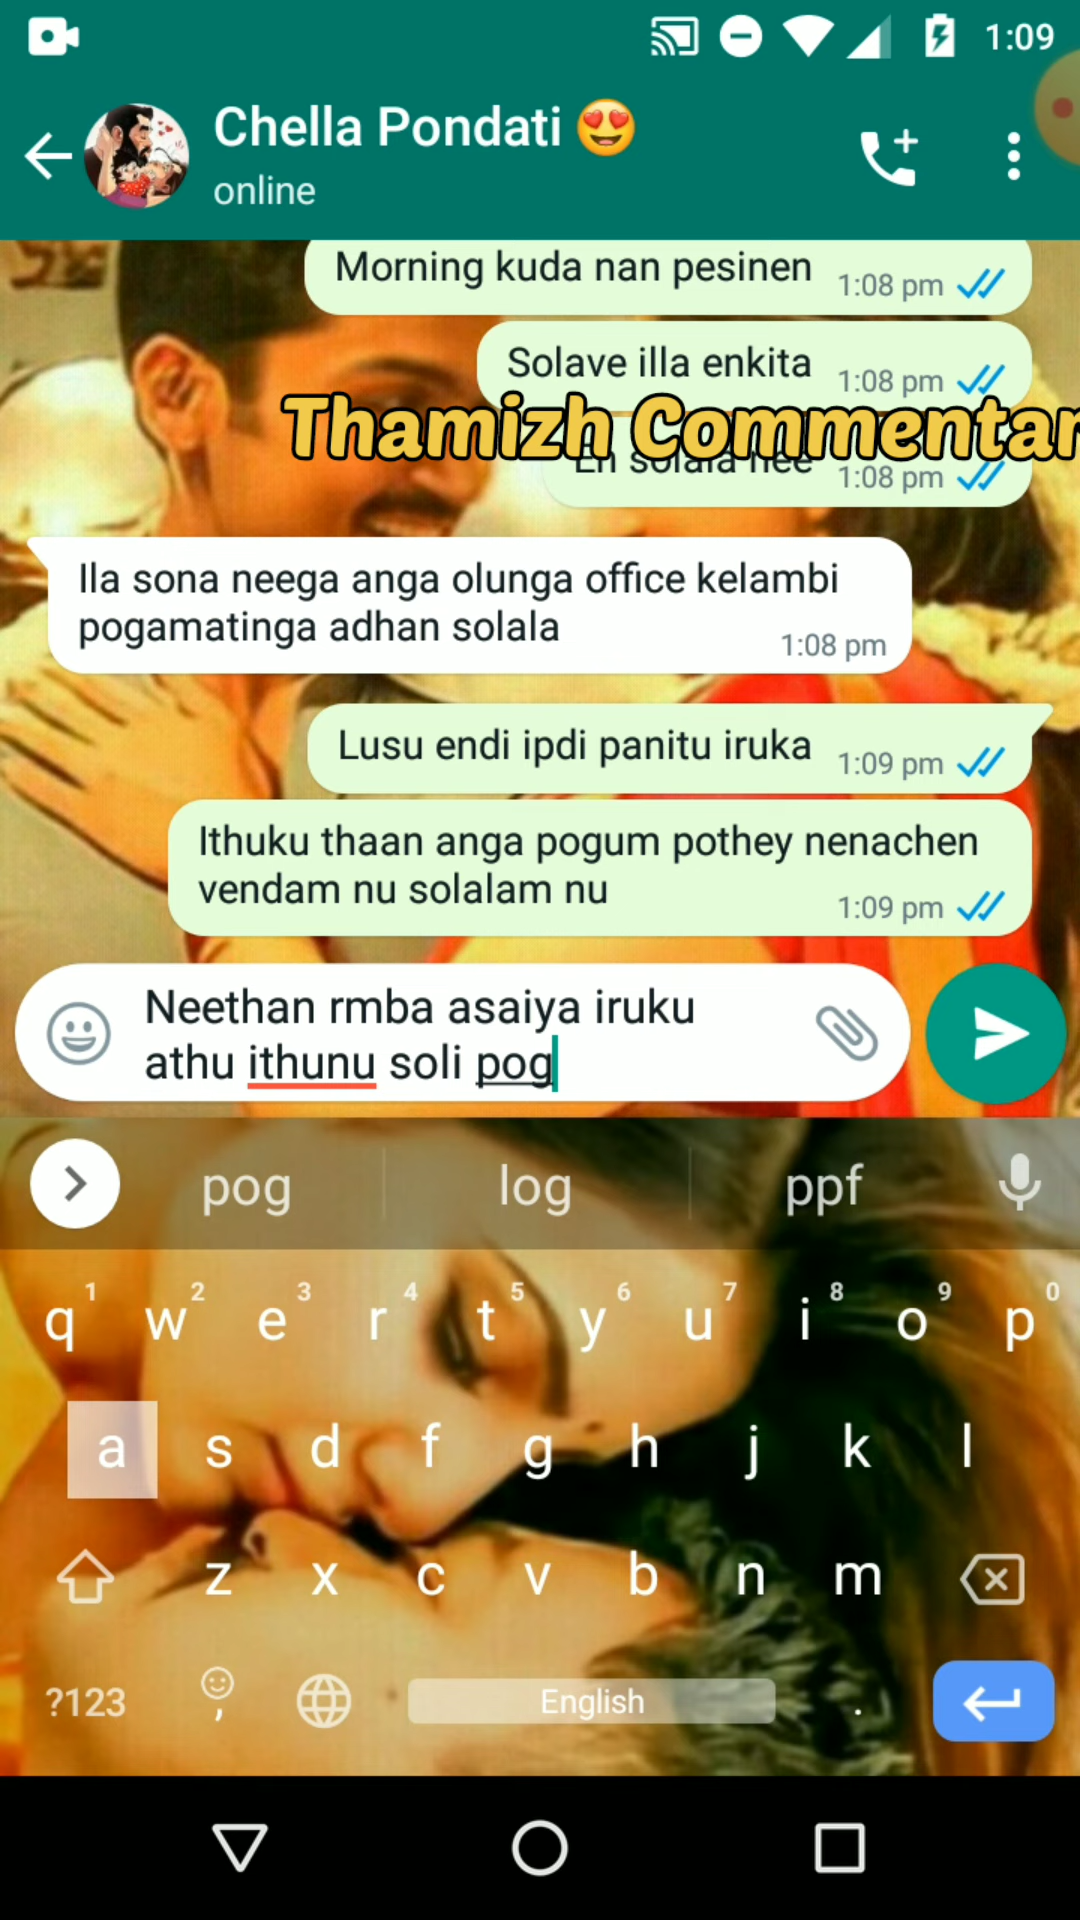 1:09
Chella Pondati 😍
online
Morning kuda nan pesinen 1:08 pm
Solave illa enkita 1:08 pm
Thamizh Commentar
En solala nee 1:08 pm
Ila sona neega anga olunga office kelambi
pogamatinga adhan solala
1:08 pm
Lusu endi ipdi panitu iruka 1:09 pm
Ithuku thaan anga pogum pothey nenachen
vendam nu solalam nu
1:09 pm
Neethan rmba asaiya iruku
athu ithunu soli pog
pog log ppf
1 2 3 4 5 6 7 8 9 0
q w e r t y u i o p
a s d f g h j k l
z x c v b n m
?123 , English .